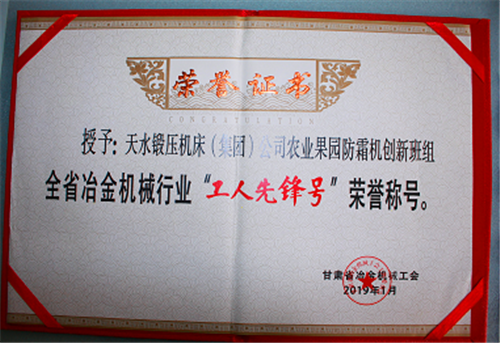 荣誉证书
CONGRATULATION
授予：天水锻压机床（集团）公司农业果园防霜机创新班组
全省冶金机械行业“工人先锋号”荣誉称号。
甘肃省冶金机械工会
2019年1月